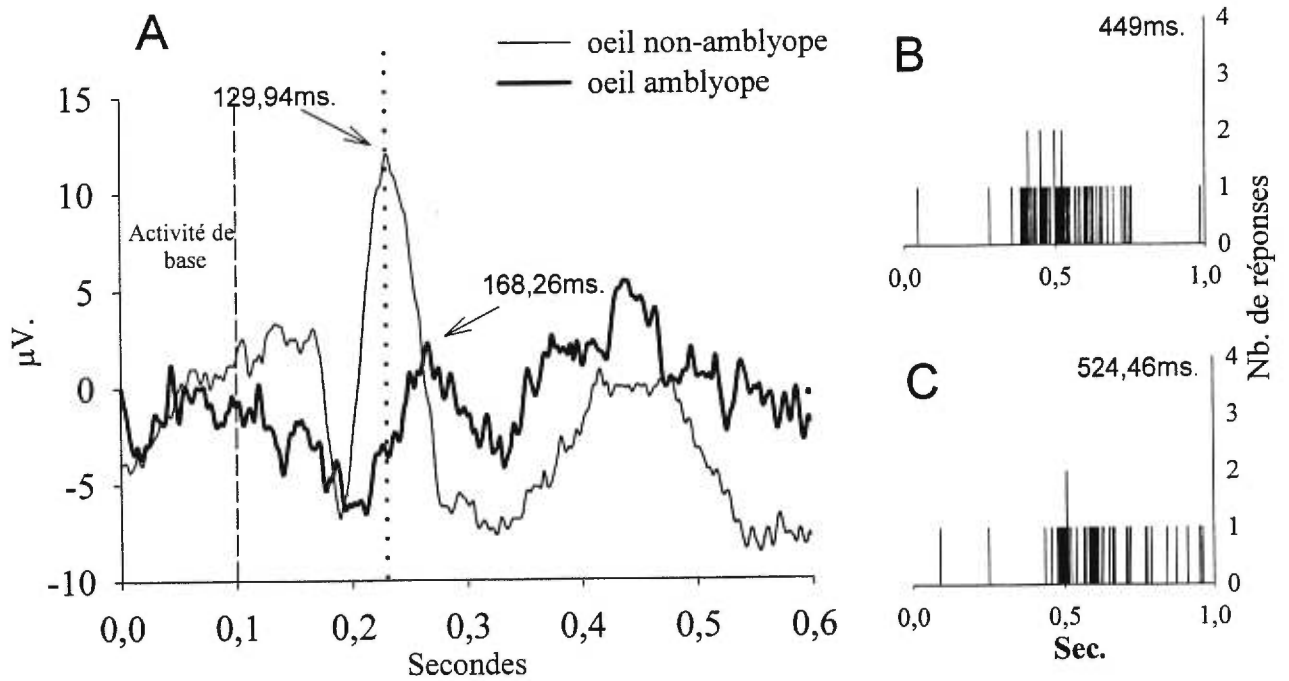 A
oeil non-amblyope
oeil amblyope
129,94ms.
168,26ms.
Activité de
base
µV.
15
10
5
0
-5
-10
0,0 0,1 0,2 0,3 0,4 0,5 0,6
Secondes
B
449ms.
4
3
2
1
0
0,0 0,5 1,0
Nb. de réponses
C
524,46ms.
4
3
2
1
0
0,0 0,5 1,0
Sec.